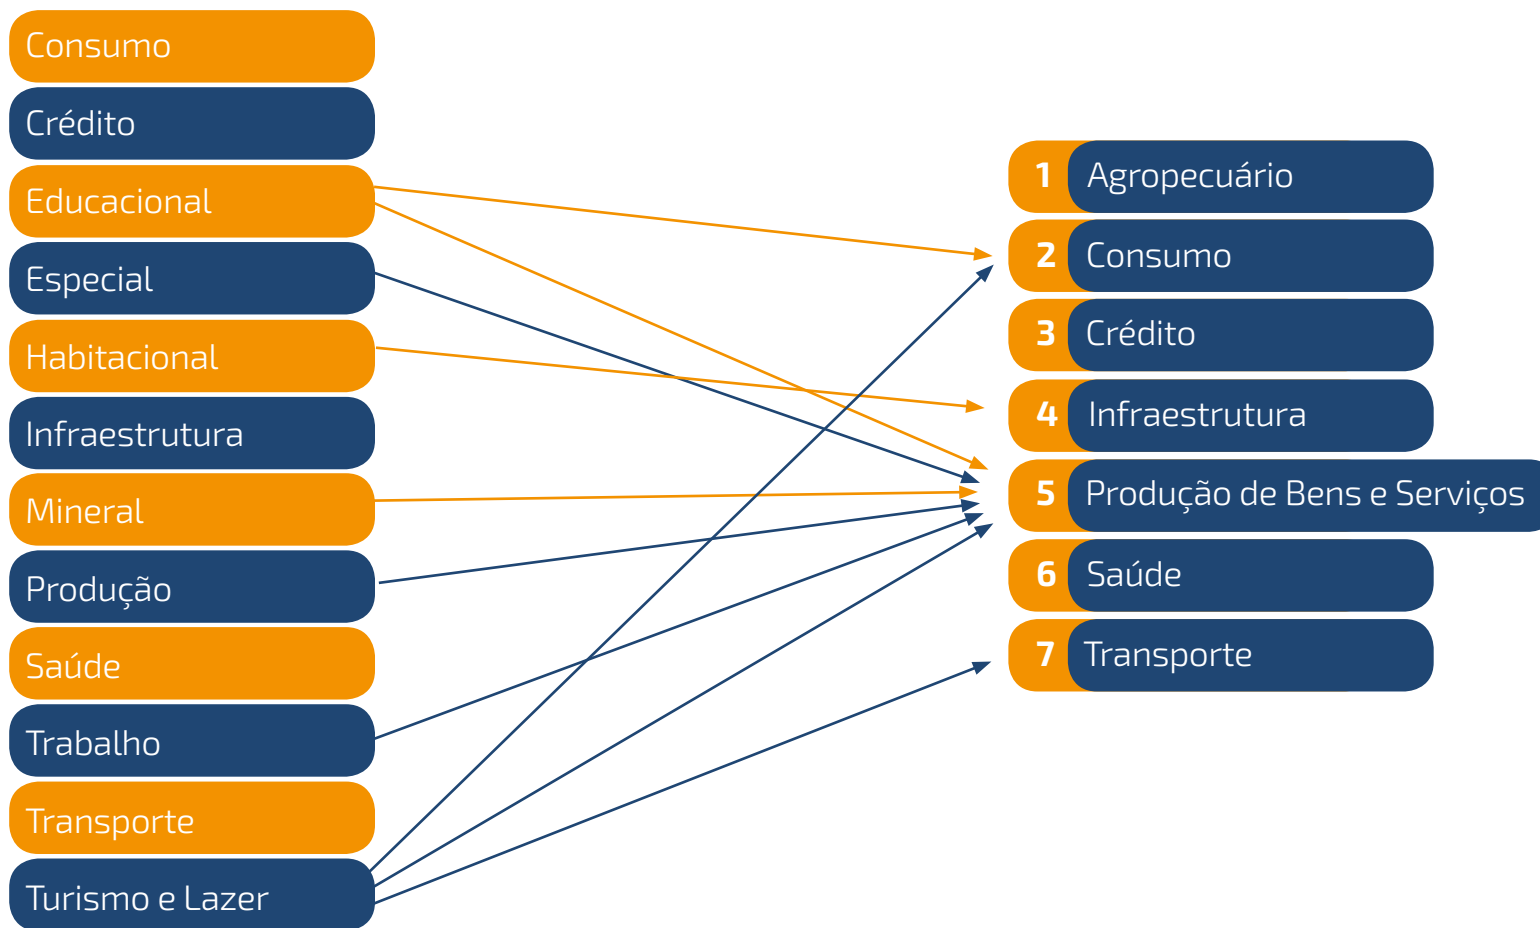 Consumo
Crédito
Educacional
Especial
Habitacional
Infraestrutura
Mineral
Produção
Saúde
Trabalho
Transporte
Turismo e Lazer
1 Agropecuário
2 Consumo
3 Crédito
4 Infraestrutura
5 Produção de Bens e Serviços
6 Saúde
7 Transporte